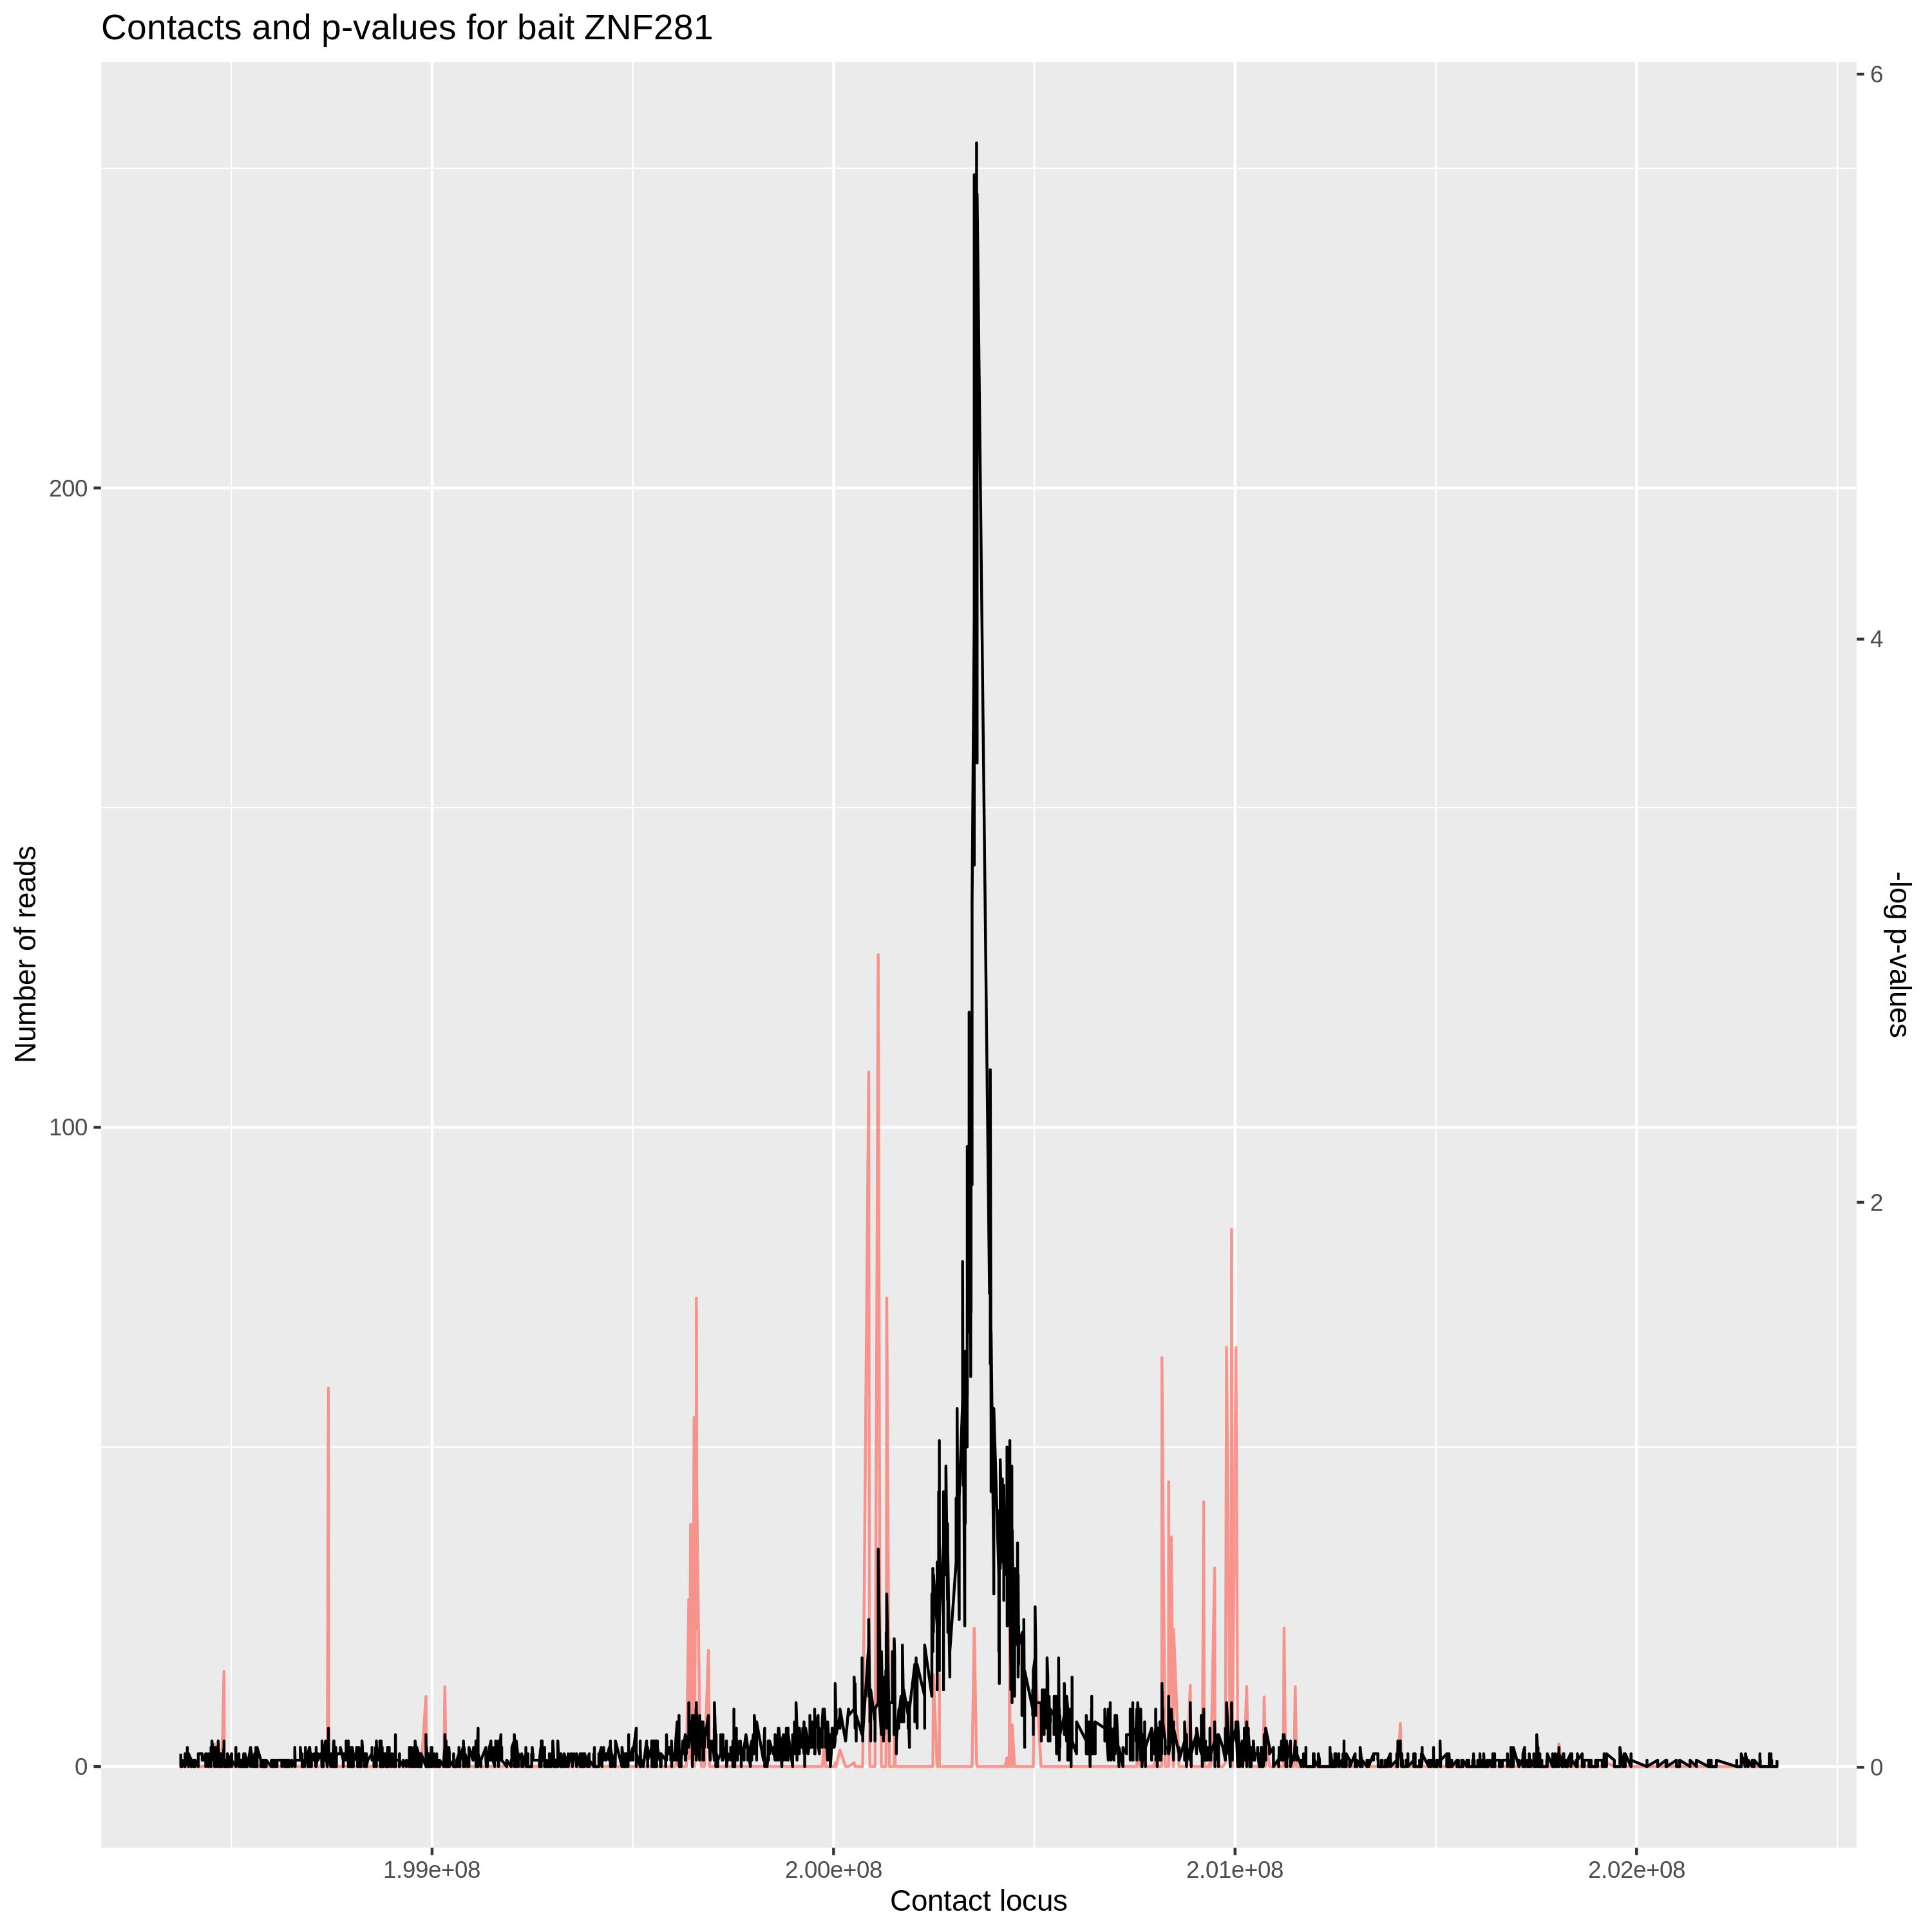 Contacts and p-values for bait ZNF281
6
200
4
-log p-values
Number of reads
100
2
0
0
1.99e+08
2.00e+08
2.01e+08
2.02e+08
Contact locus